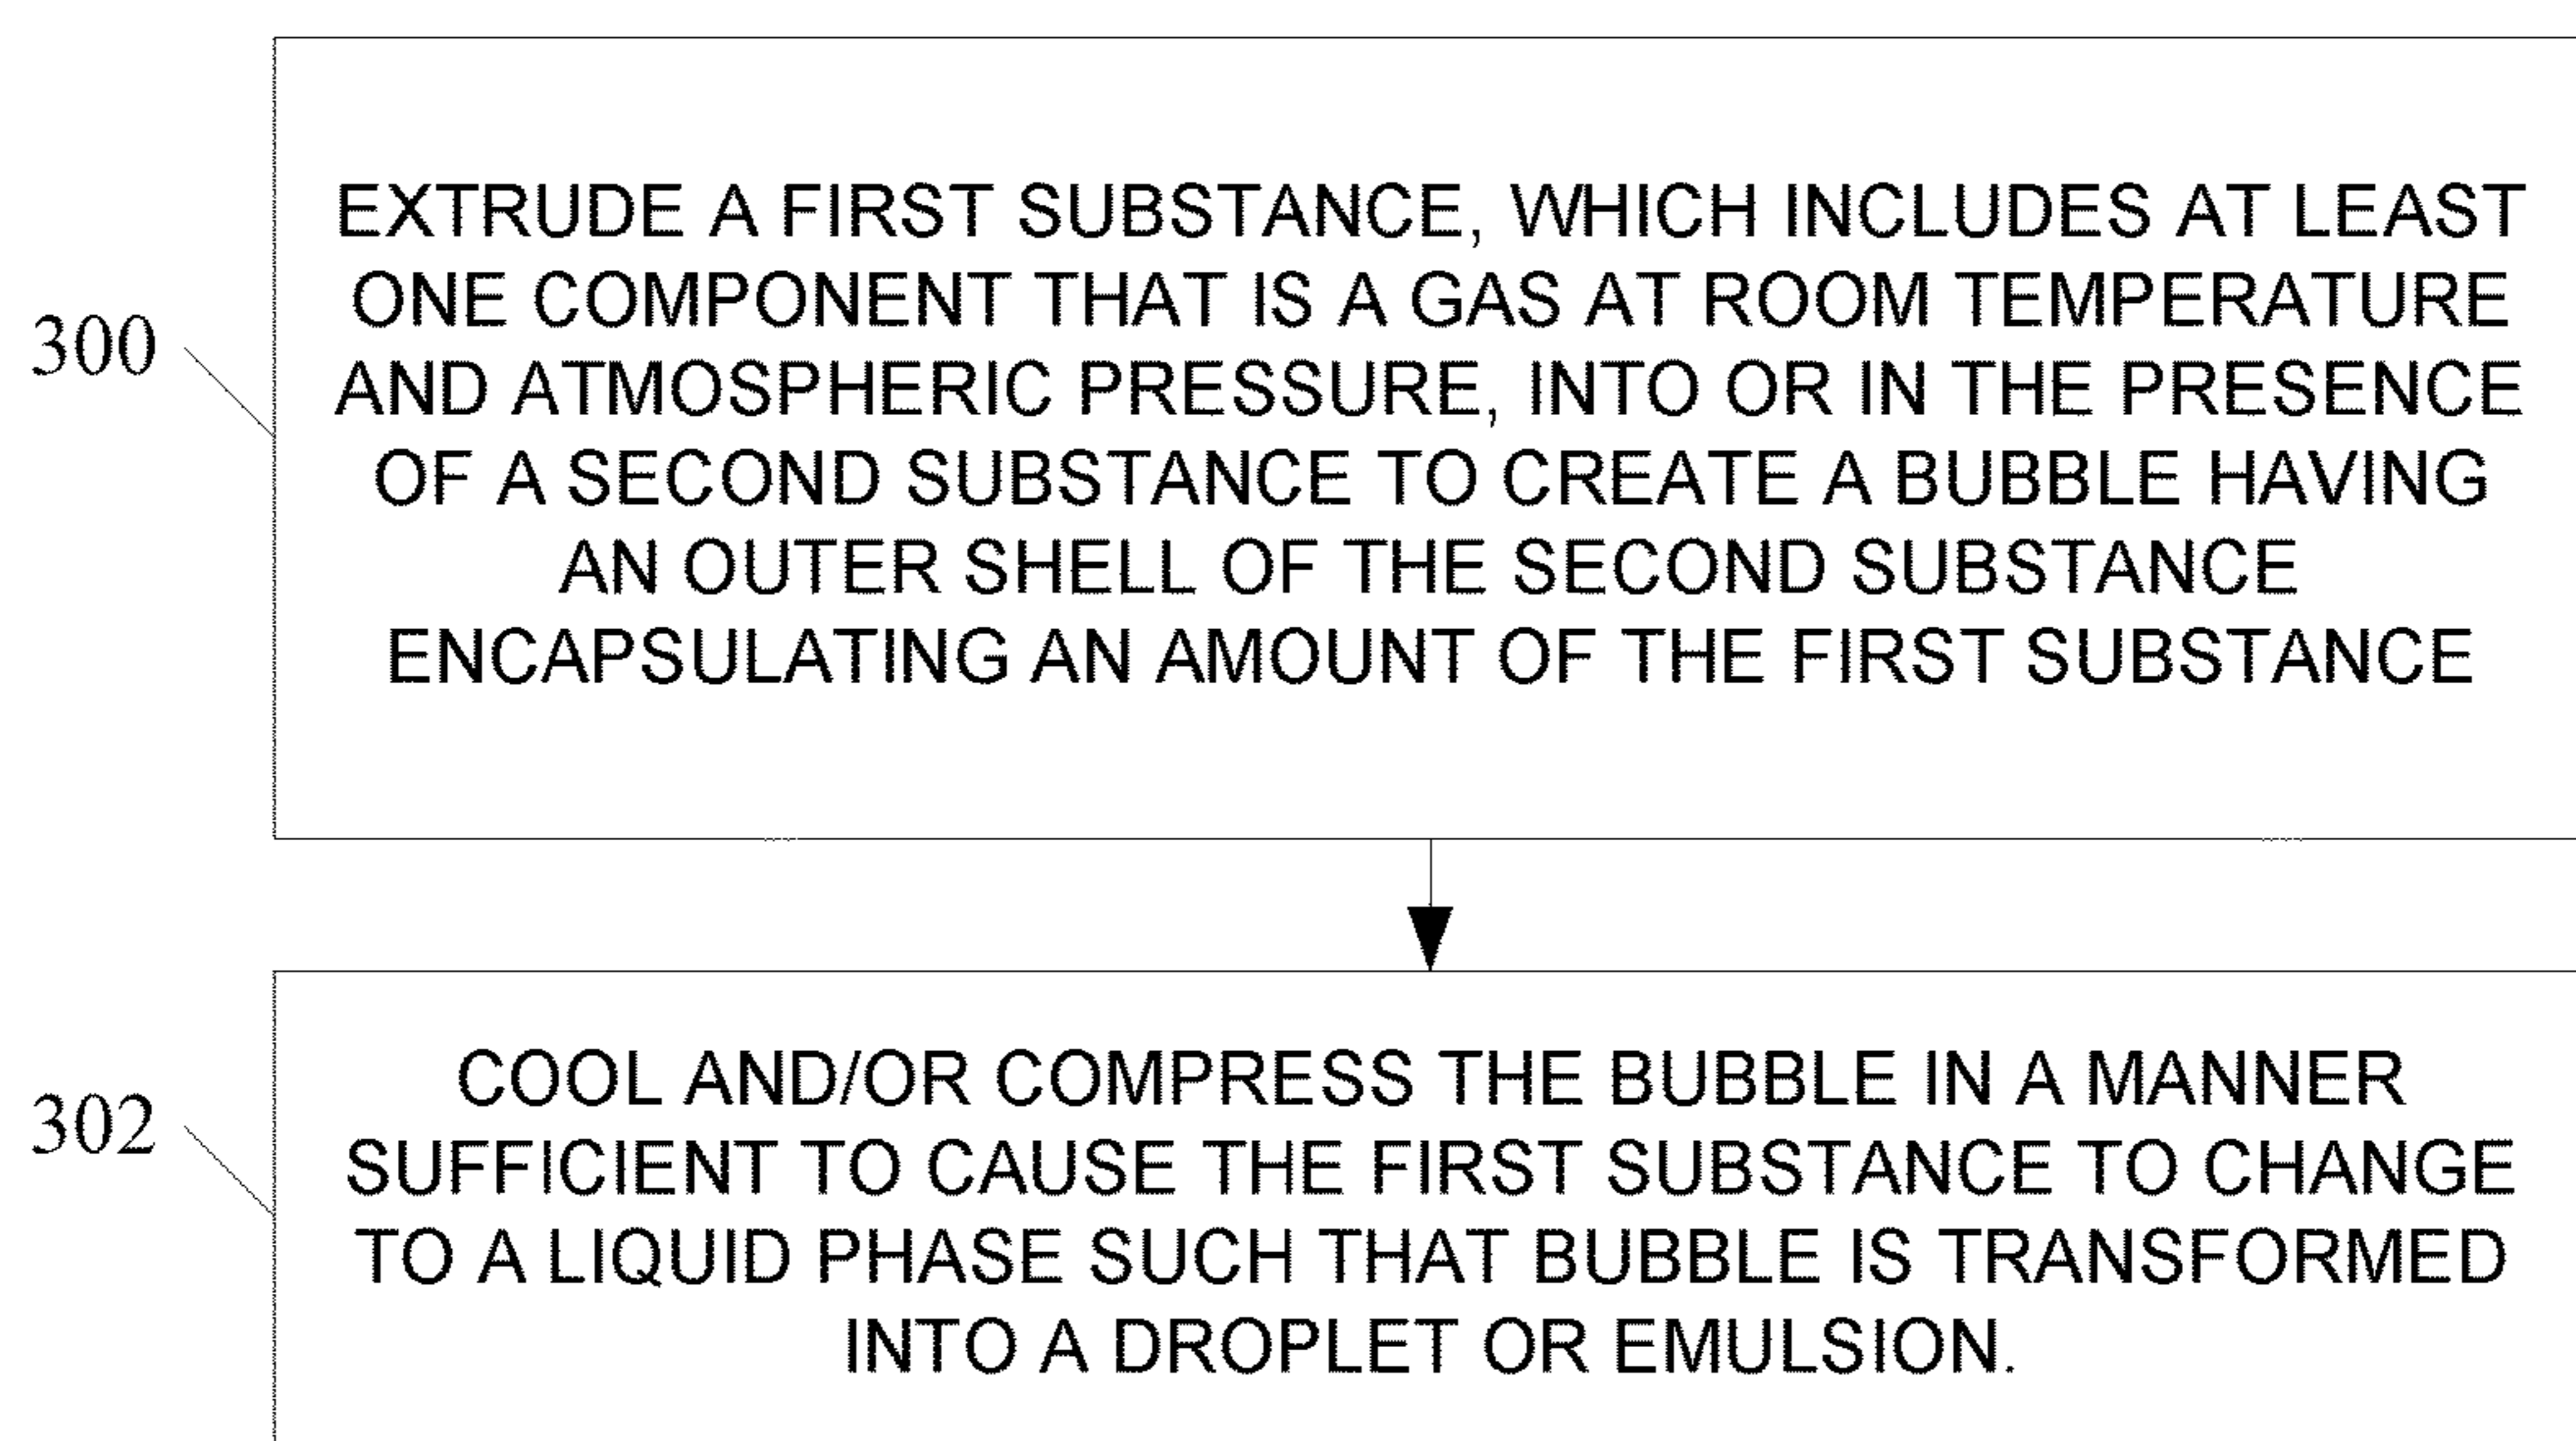 EXTRUDE A FIRST SUBSTANCE, WHICH INCLUDES AT LEAST
ONE COMPONENT THAT IS A GAS AT ROOM TEMPERATURE
AND ATMOSPHERIC PRESSURE, INTO OR IN THE PRESENCE
OF A SECOND SUBSTANCE TO CREATE A BUBBLE HAVING
AN OUTER SHELL OF THE SECOND SUBSTANCE
ENCAPSULATING AN AMOUNT OF THE FIRST SUBSTANCE
300
COOL AND/OR COMPRESS THE BUBBLE IN A MANNER
SUFFICIENT TO CAUSE THE FIRST SUBSTANCE TO CHANGE
TO A LIQUID PHASE SUCH THAT BUBBLE IS TRANSFORMED
INTO A DROPLET OR EMULSION.
302